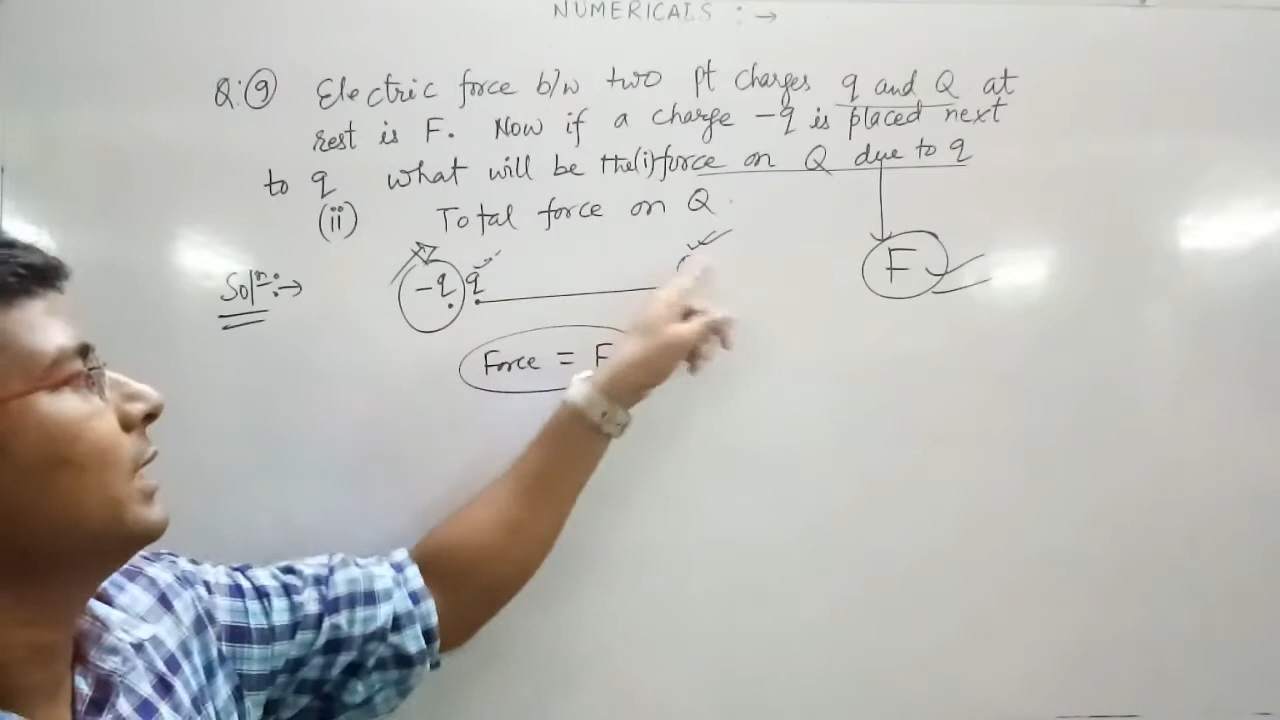 NUMERICALS : →
Q:9 Electric force b/w two pt charges q and Q at
rest is F. Now if a charge -q is placed next
to q what will be the (i) force on Q due to q
(ii) Total force on Q.
Solⁿ:→ -q q F
Force = F